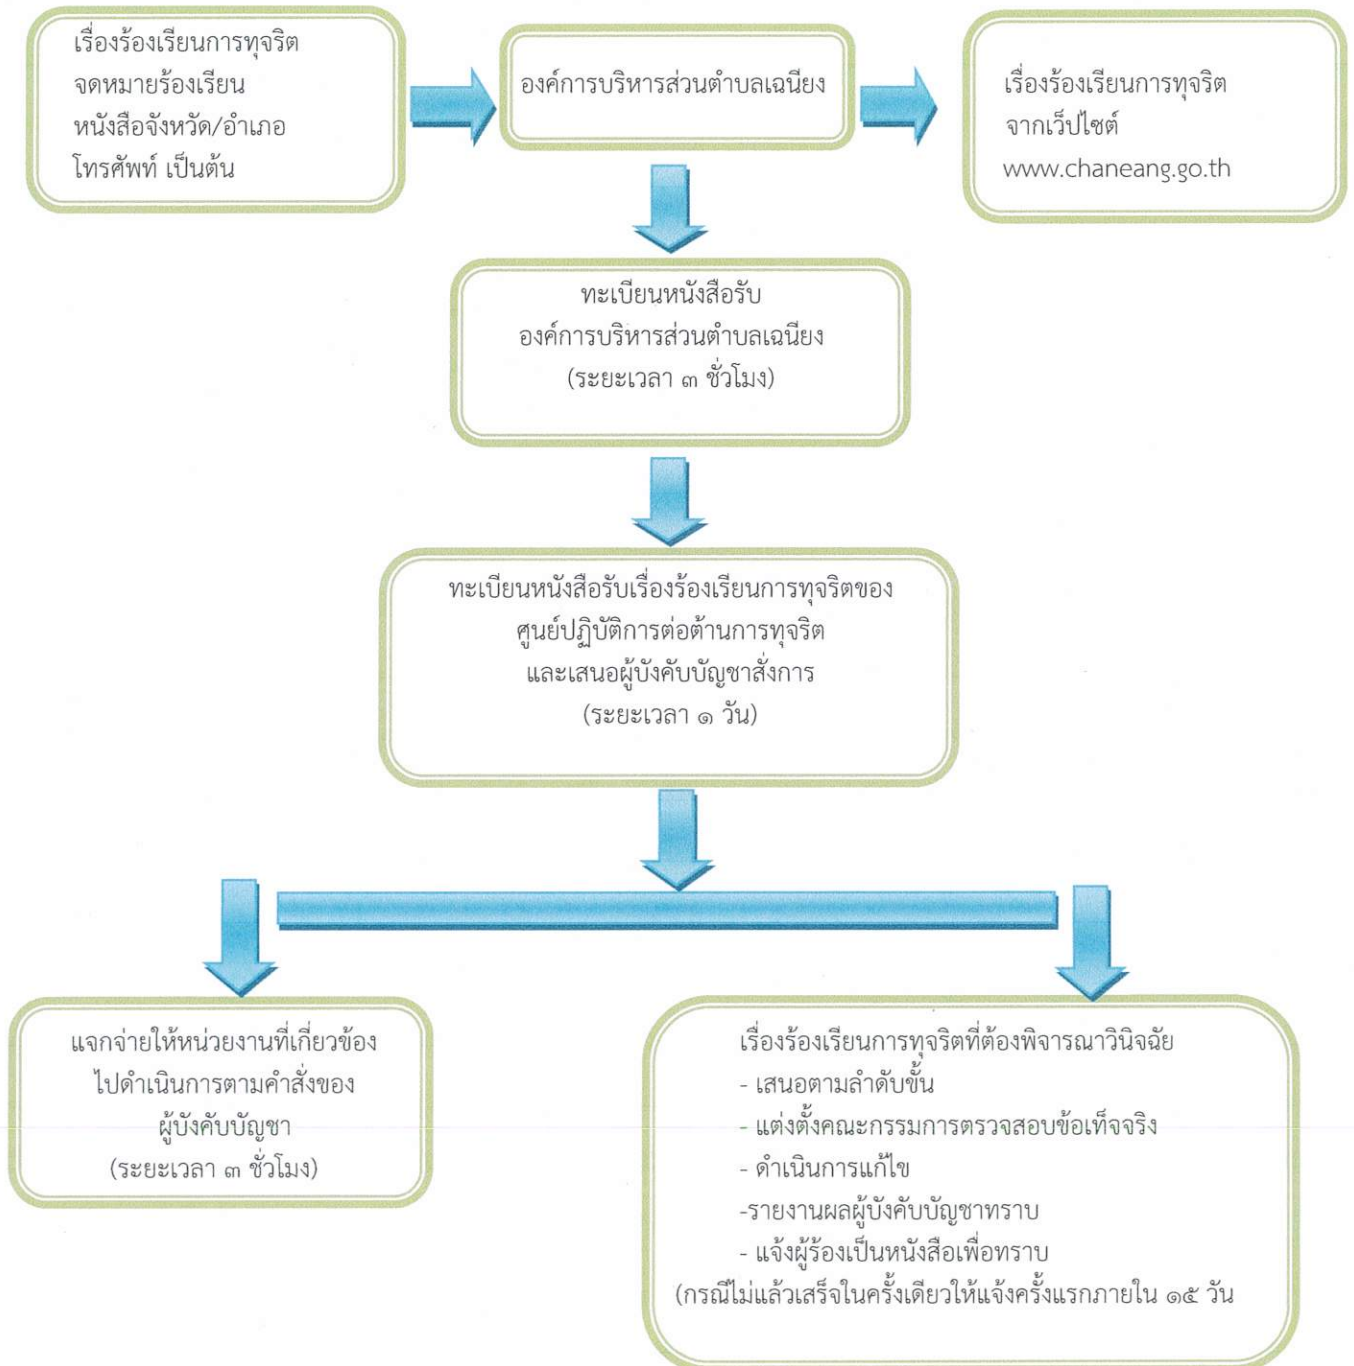 เรื่องร้องเรียนการทุจริต
จดหมายร้องเรียน
หนังสือจังหวัด/อำเภอ
โทรศัพท์ เป็นต้น
องค์การบริหารส่วนตำบลเฉนียง
เรื่องร้องเรียนการทุจริต
จากเว็ปไซต์
www.chaneang.go.th
ทะเบียนหนังสือรับ
องค์การบริหารส่วนตำบลเฉนียง
(ระยะเวลา ๓ ชั่วโมง)
ทะเบียนหนังสือรับเรื่องร้องเรียนการทุจริตของ
ศูนย์ปฏิบัติการต่อต้านการทุจริต
และเสนอผู้บังคับบัญชาสั่งการ
(ระยะเวลา ๑ วัน)
แจกจ่ายให้หน่วยงานที่เกี่ยวข้อง
ไปดำเนินการตามคำสั่งของ
ผู้บังคับบัญชา
(ระยะเวลา ๓ ชั่วโมง)
เรื่องร้องเรียนการทุจริตที่ต้องพิจารณาวินิจฉัย
- เสนอตามลำดับขั้น
- แต่งตั้งคณะกรรมการตรวจสอบข้อเท็จจริง
- ดำเนินการแก้ไข
-รายงานผลผู้บังคับบัญชาทราบ
- แจ้งผู้ร้องเป็นหนังสือเพื่อทราบ
(กรณีไม่แล้วเสร็จในครั้งเดียวให้แจ้งครั้งแรกภายใน ๑๕ วัน